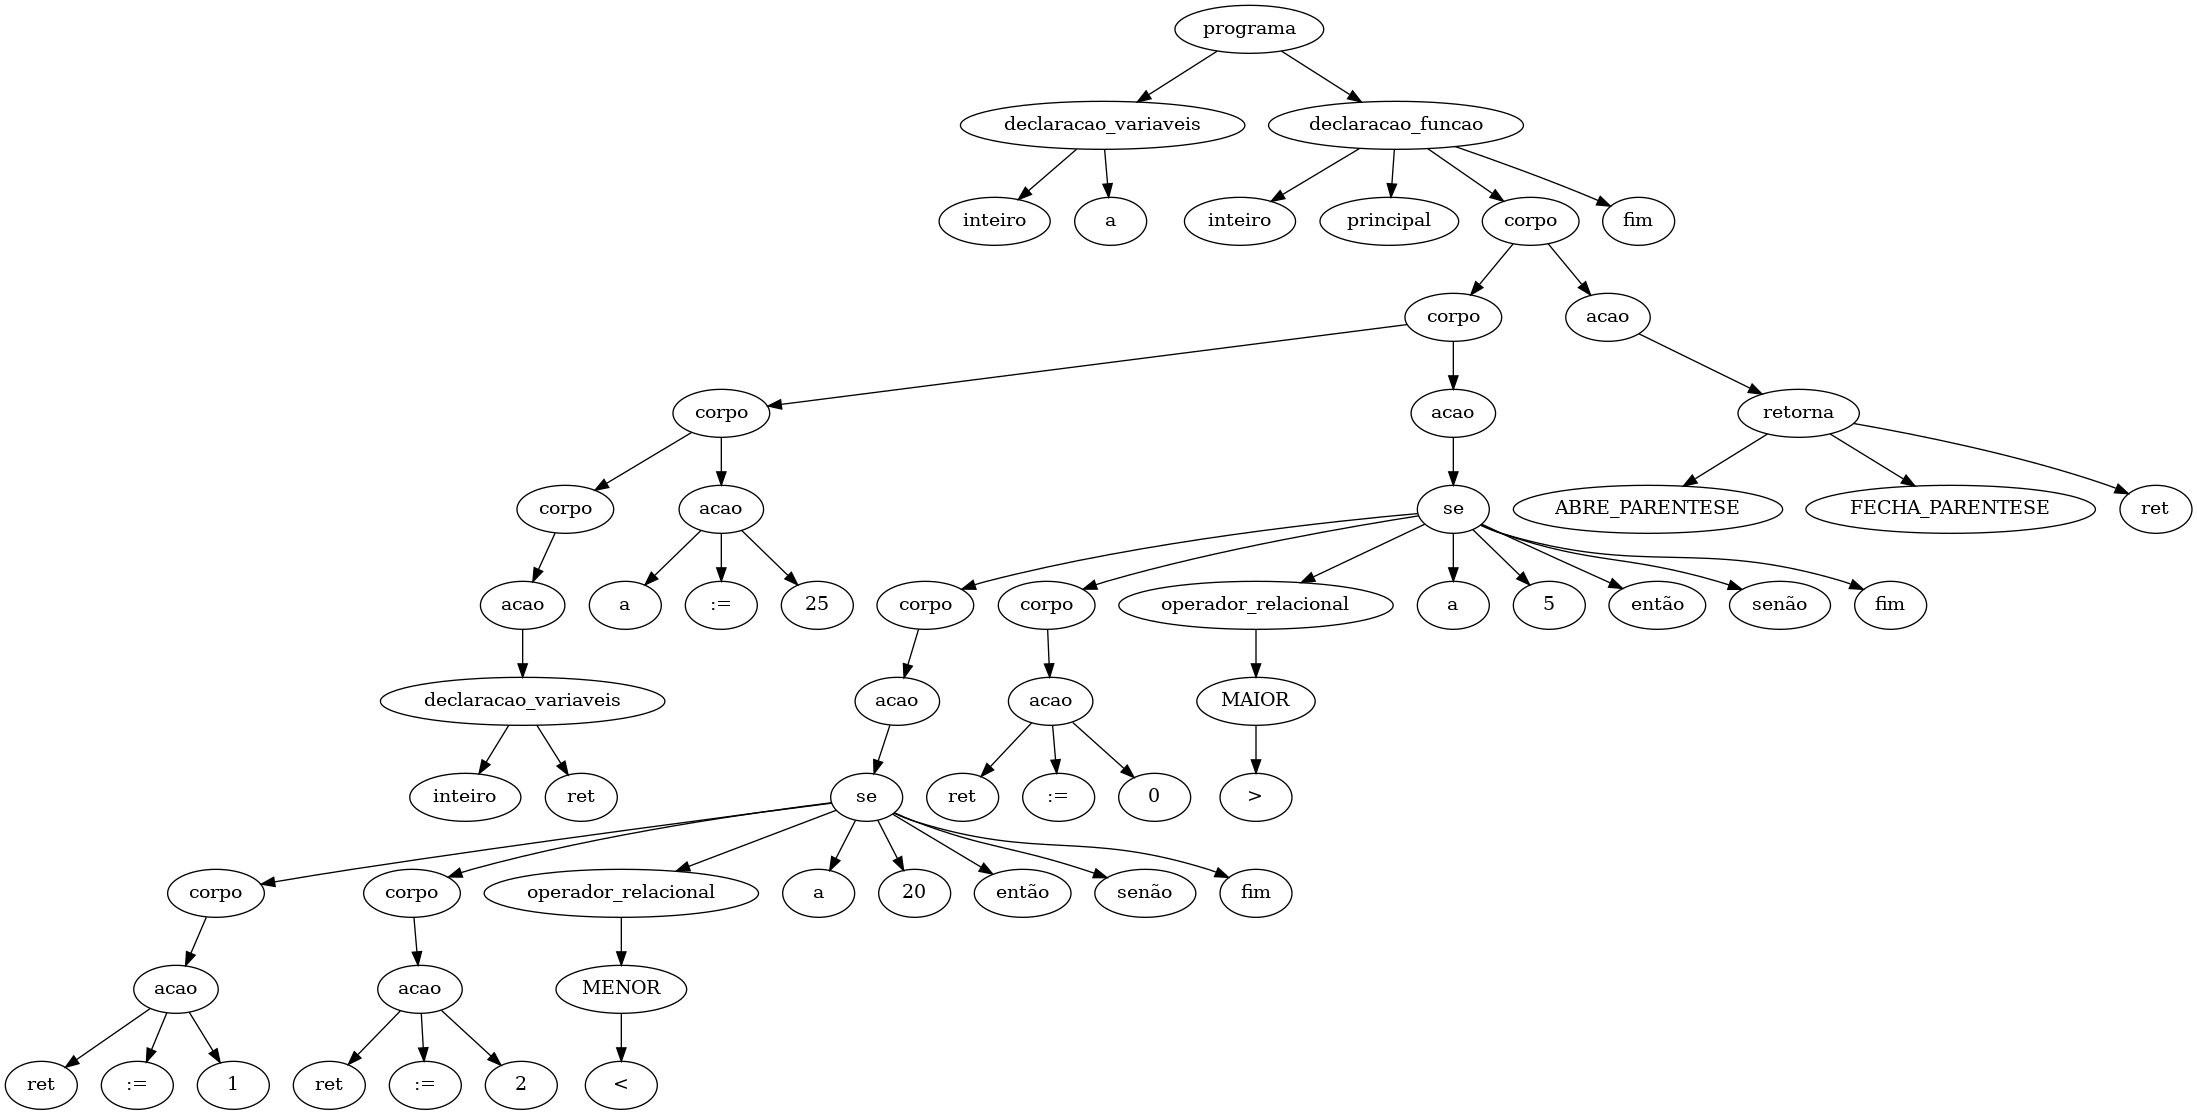 programa
declaracao_variaveis declaracao_funcao
inteiro a inteiro principal corpo fim
corpo acao
corpo acao retorna
corpo acao se ABRE_PARENTESE FECHA_PARENTESE ret
acao a := 25 corpo corpo operador_relacional a 5 então senão fim
declaracao_variaveis acao acao MAIOR
inteiro ret se ret := 0 >
corpo corpo operador_relacional a 20 então senão fim
acao acao MENOR
ret := 1 ret := 2 <